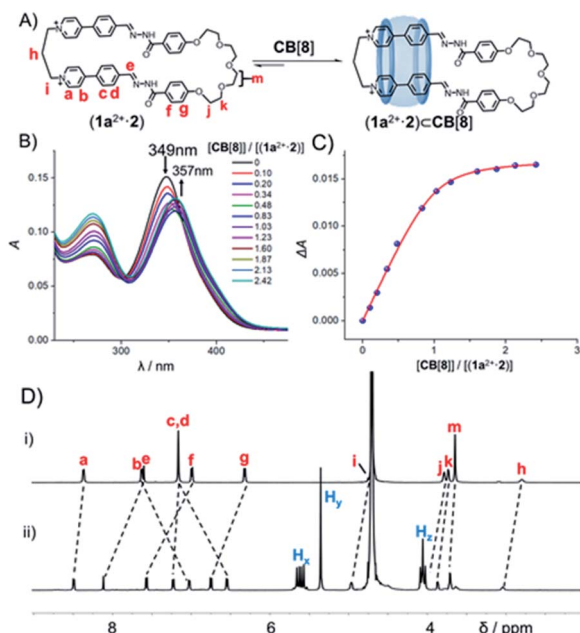 A)
CB[8]
h
e
i
a b c d
f g j k
m
(1a²⁺·2)
(1a²⁺·2)⊂CB[8]
B)
349nm
357nm
[CB[8]] / [(1a²⁺·2)]
0
0.10
0.20
0.34
0.48
0.83
1.03
1.23
1.60
1.87
2.13
2.42
0.15
0.10
0.05
0.00
A
300
400
λ / nm
C)
0.015
0.010
0.005
0.000
ΔA
0 1 2 3
[CB[8]] / [(1a²⁺·2)]
D)
i)
a
b e
c,d
f
g
i
j k
m
h
ii)
Hx
Hy
Hz
8 6 4 δ / ppm